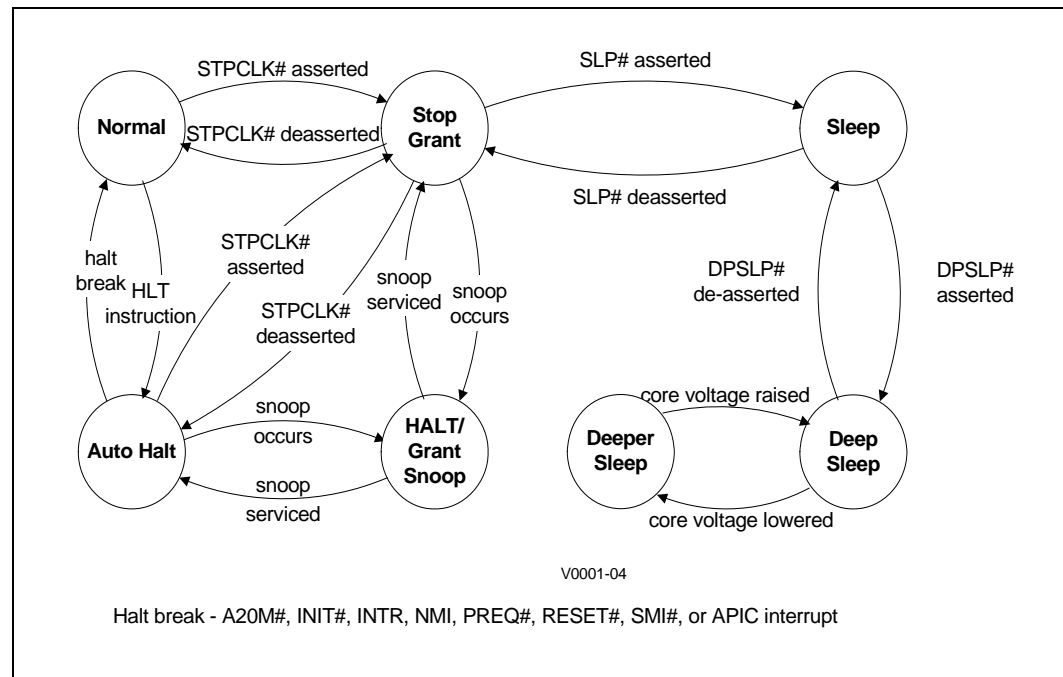 STPCLK# asserted
SLP# asserted
Normal
Stop
Grant
Sleep
STPCLK# deasserted
SLP# deasserted
halt
break
HLT
instruction
STPCLK#
asserted
STPCLK#
deasserted
snoop
serviced
snoop
occurs
DPSLP#
de-asserted
DPSLP#
asserted
Auto Halt
snoop
occurs
snoop
serviced
HALT/
Grant
Snoop
core voltage raised
Deeper
Sleep
Deep
Sleep
core voltage lowered
V0001-04
Halt break - A20M#, INIT#, INTR, NMI, PREQ#, RESET#, SMI#, or APIC interrupt